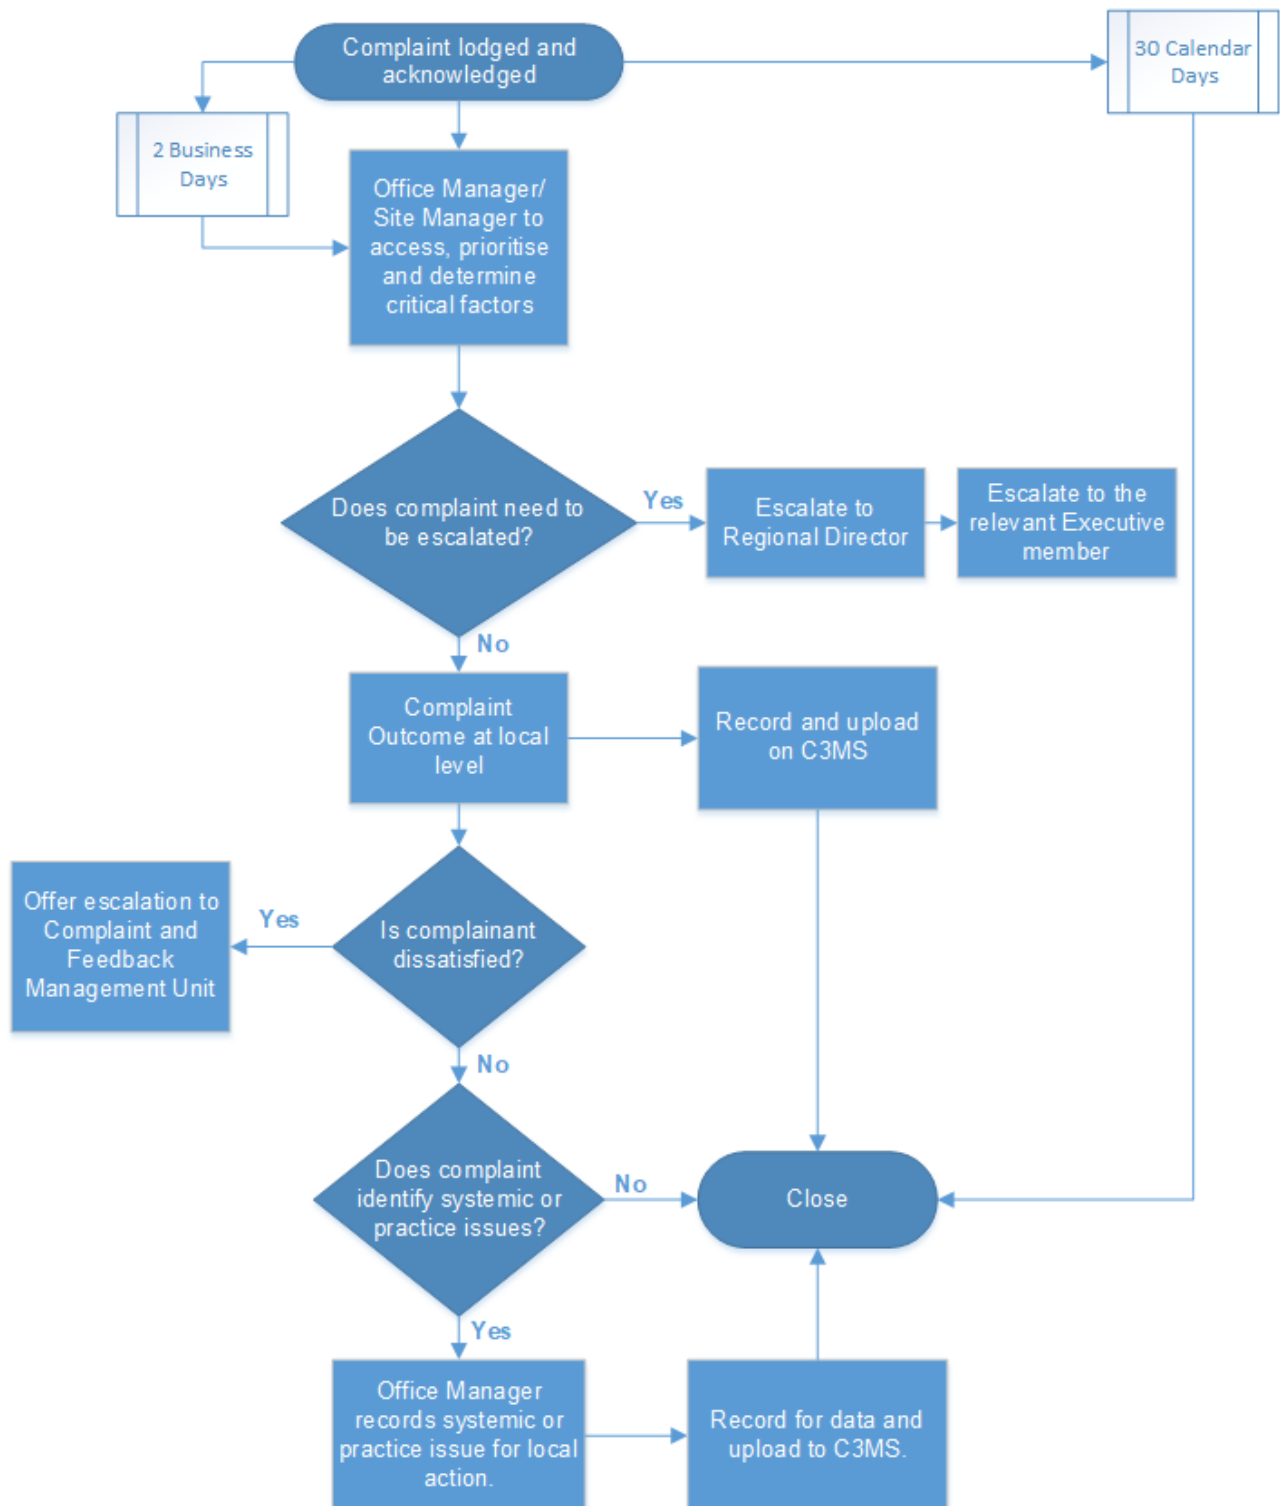 Complaint lodged and
acknowledged
30 Calendar
Days
2 Business
Days
Office Manager/
Site Manager to
access, prioritise
and determine
critical factors
Does complaint need to
be escalated?
Yes
Escalate to
Regional Director
Escalate to the
relevant Executive
member
No
Complaint
Outcome at local
level
Record and upload
on C3MS
Is complainant
dissatisfied?
Yes
Offer escalation to
Complaint and
Feedback
Management Unit
No
Does complaint
identify systemic or
practice issues?
No
Close
Yes
Office Manager
records systemic or
practice issue for local
action.
Record for data and
upload to C3MS.